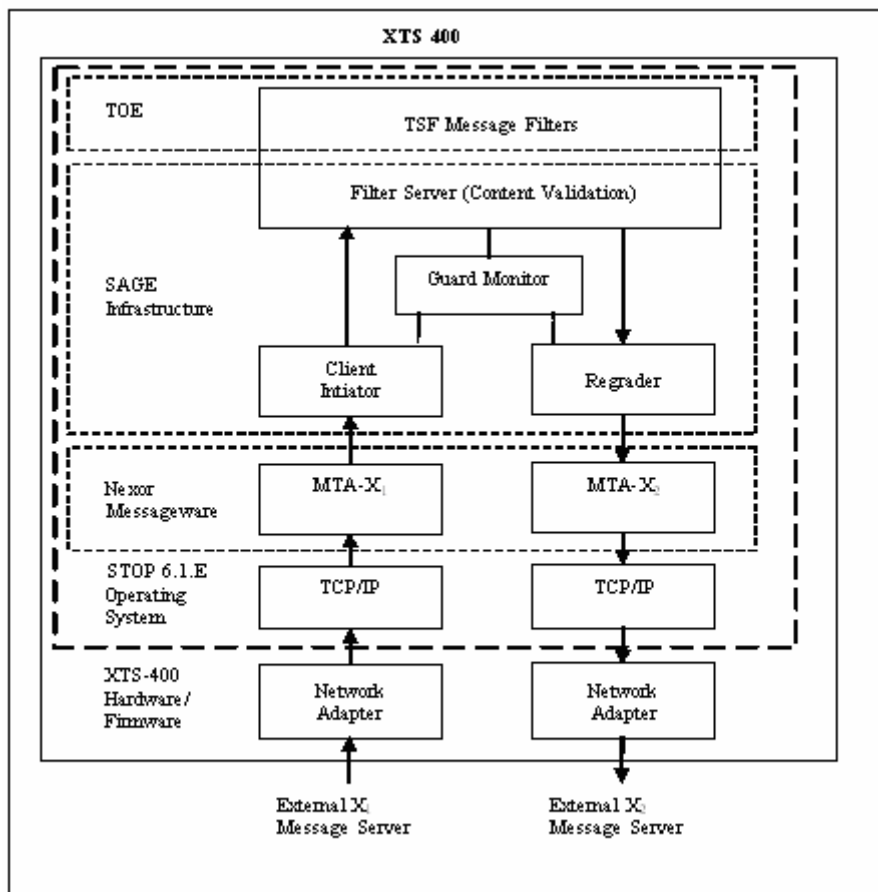 XTS 400
TOE
TSF Message Filters
Filter Server (Content Validation)
SAGE
Infrastructure
Guard Monitor
Client
Intiator
Regrader
Nexor
Messageware
MTA-X₁
MTA-X₂
STOP 6.1.E
Operating
System
TCP/IP
TCP/IP
XTS-400
Hardware/
Firmware
Network
Adapter
Network
Adapter
External X₁
Message Server
External X₂
Message Server